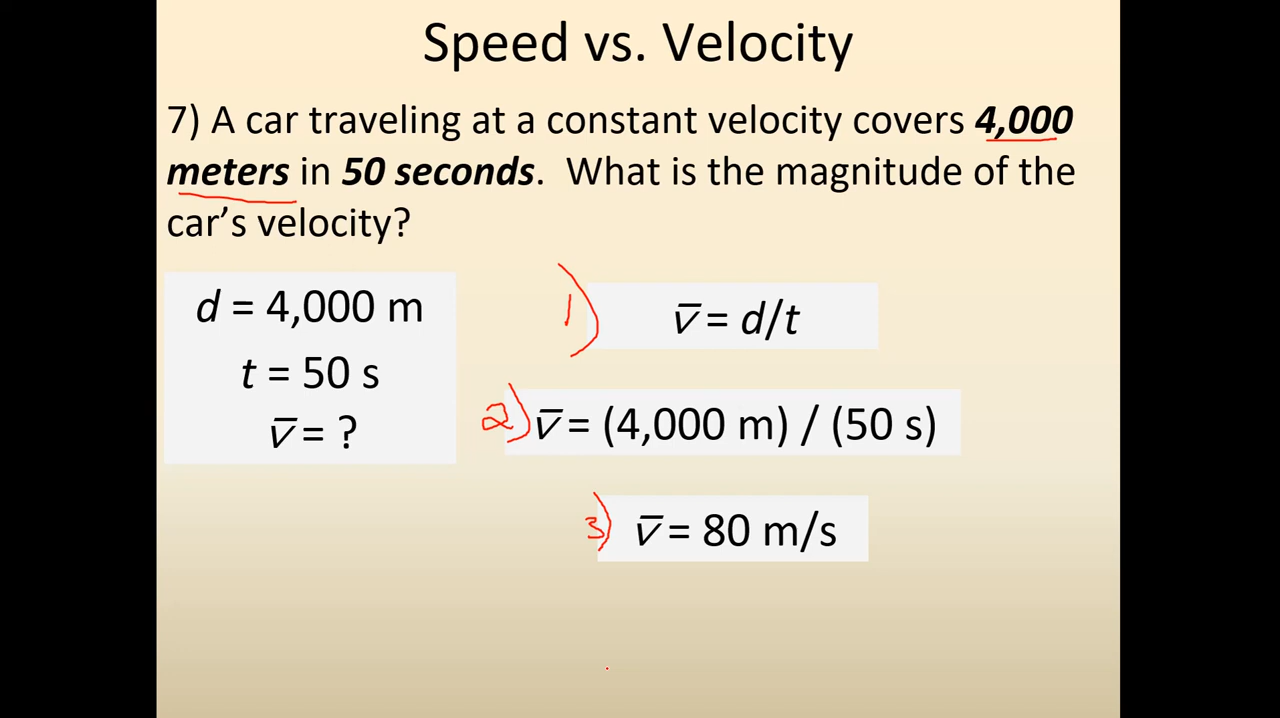 Speed vs. Velocity
7) A car traveling at a constant velocity covers 4,000
meters in 50 seconds. What is the magnitude of the
car’s velocity?
d = 4,000 m
t = 50 s
v̅ = ?
1) v̅ = d/t
2) v̅ = (4,000 m) / (50 s)
3) v̅ = 80 m/s